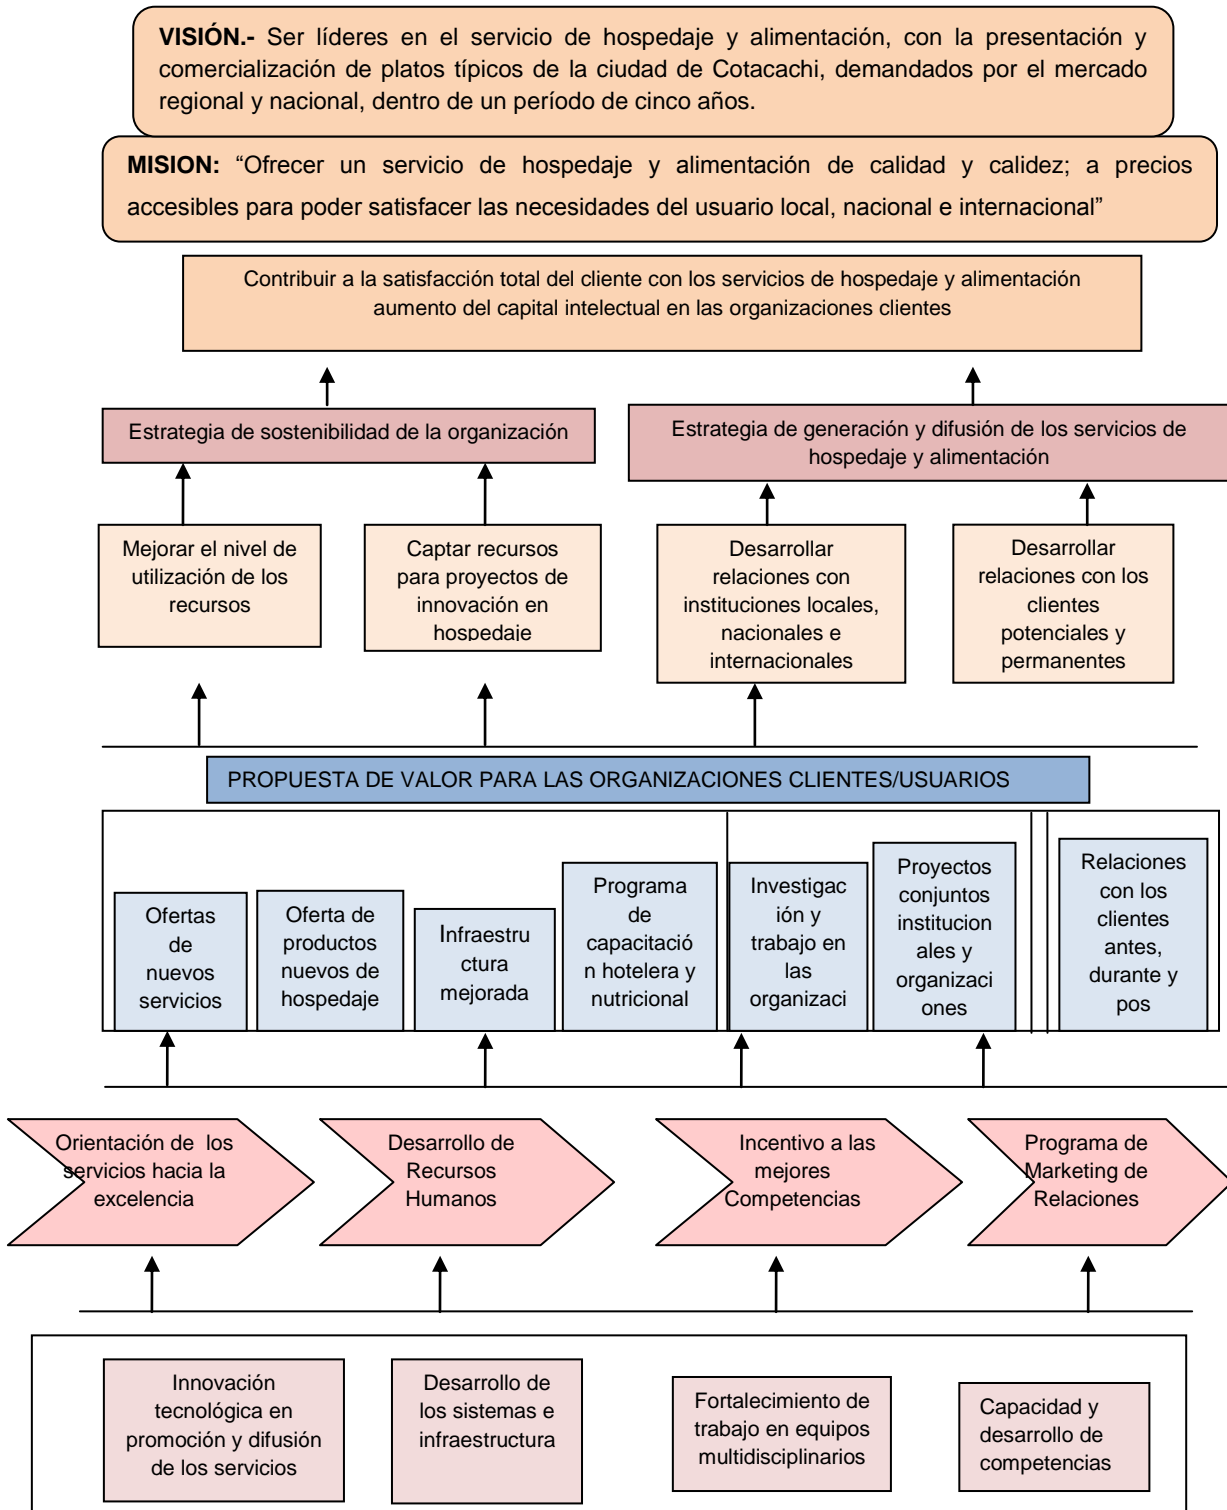 VISIÓN.- Ser líderes en el servicio de hospedaje y alimentación, con la presentación y
comercialización de platos típicos de la ciudad de Cotacachi, demandados por el mercado
regional y nacional, dentro de un período de cinco años.
MISION: “Ofrecer un servicio de hospedaje y alimentación de calidad y calidez; a precios
accesibles para poder satisfacer las necesidades del usuario local, nacional e internacional”
Contribuir a la satisfacción total del cliente con los servicios de hospedaje y alimentación
aumento del capital intelectual en las organizaciones clientes
Estrategia de sostenibilidad de la organización
Estrategia de generación y difusión de los servicios de
hospedaje y alimentación
Mejorar el nivel de
utilización de los
recursos
Captar recursos
para proyectos de
innovación en
hospedaje
Desarrollar
relaciones con
instituciones locales,
nacionales e
internacionales
Desarrollar
relaciones con los
clientes
potenciales y
permanentes
PROPUESTA DE VALOR PARA LAS ORGANIZACIONES CLIENTES/USUARIOS
Ofertas
de
nuevos
servicios
Oferta de
productos
nuevos de
hospedaje
Infraestru
ctura
mejorada
Programa
de
capacitació
n hotelera y
nutricional
Investigac
ión y
trabajo en
las
organizaci
Proyectos
conjuntos
institucion
ales y
organizaci
ones
Relaciones
con los
clientes
antes,
durante y
pos
Orientación de los
servicios hacia la
excelencia
Desarrollo de
Recursos
Humanos
Incentivo a las
mejores
Competencias
Programa de
Marketing de
Relaciones
Innovación
tecnológica en
promoción y difusión
de los servicios
Desarrollo de
los sistemas e
infraestructura
Fortalecimiento de
trabajo en equipos
multidisciplinarios
Capacidad y
desarrollo de
competencias